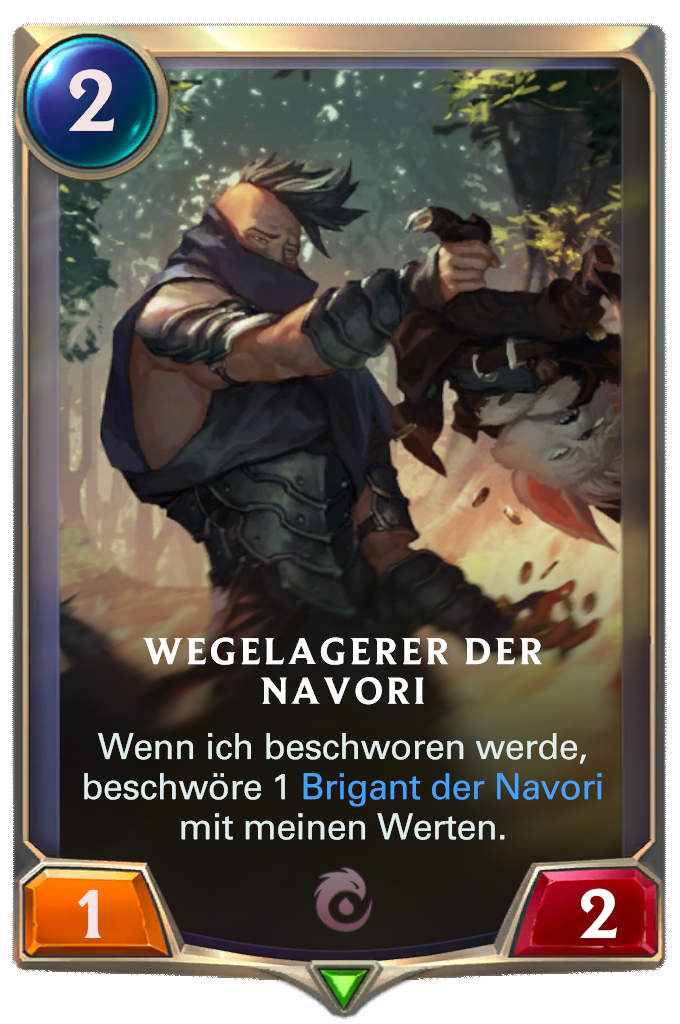 2
WEGELAGERER DER
NAVORI
Wenn ich beschworen werde,
beschwöre 1 Brigant der Navori
mit meinen Werten.
1
2